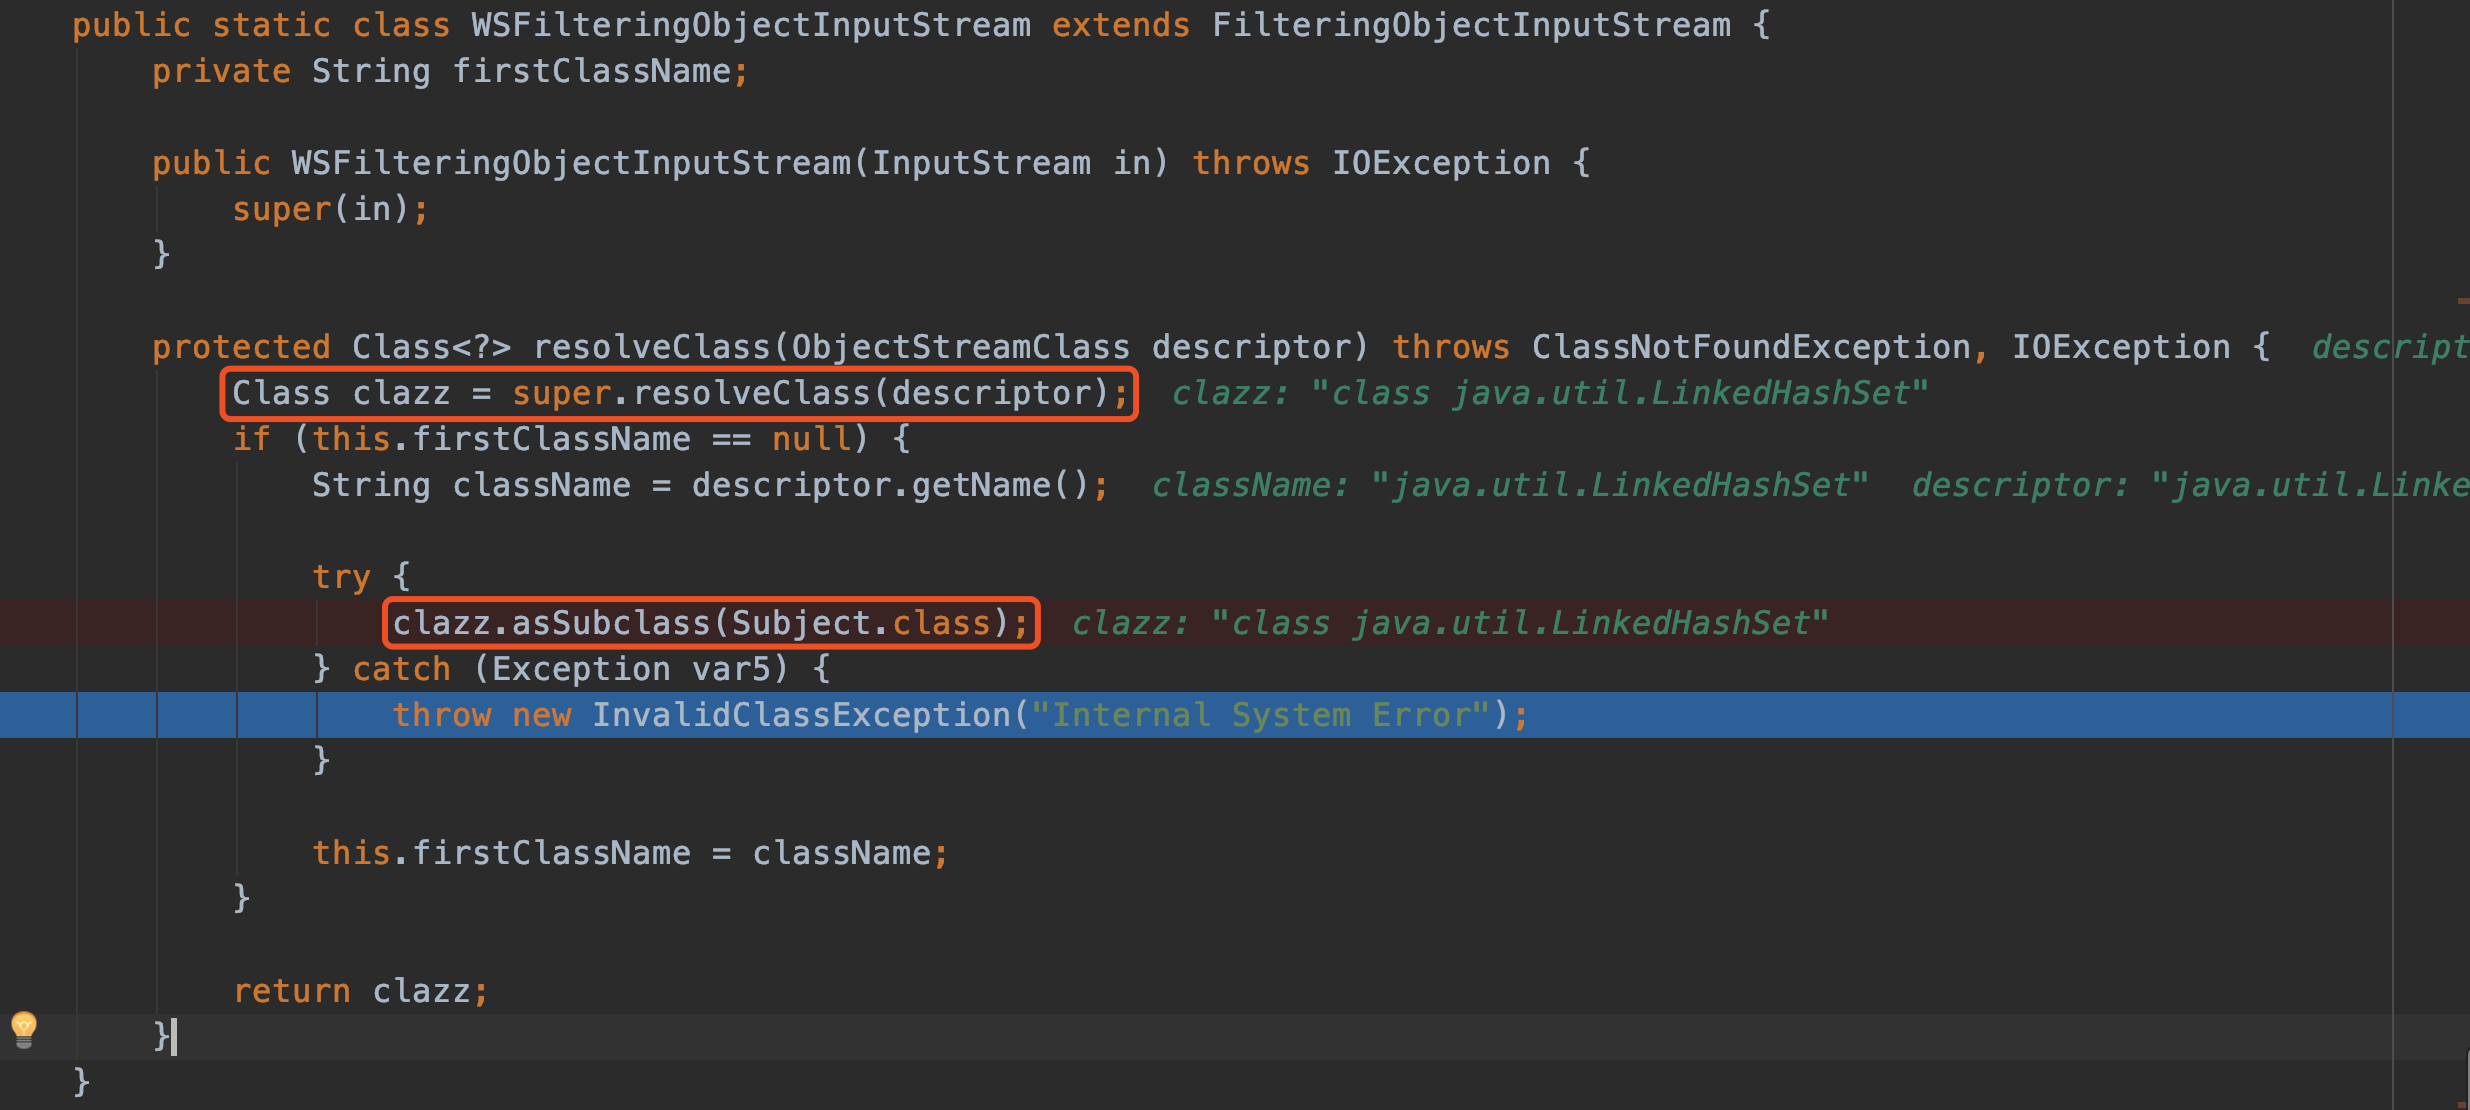 public static class WSFilteringObjectInputStream extends FilteringObjectInputStream {
private String firstClassName;
public WSFilteringObjectInputStream(InputStream in) throws IOException {
super(in);
}
protected Class<?> resolveClass(ObjectStreamClass descriptor) throws ClassNotFoundException, IOException { descript
Class clazz = super.resolveClass(descriptor); clazz: "class java.util.LinkedHashSet"
if (this.firstClassName == null) {
String className = descriptor.getName(); className: "java.util.LinkedHashSet" descriptor: "java.util.Linke
try {
clazz.asSubclass(Subject.class); clazz: "class java.util.LinkedHashSet"
} catch (Exception var5) {
throw new InvalidClassException("Internal System Error");
}
this.firstClassName = className;
}
return clazz;
}
}